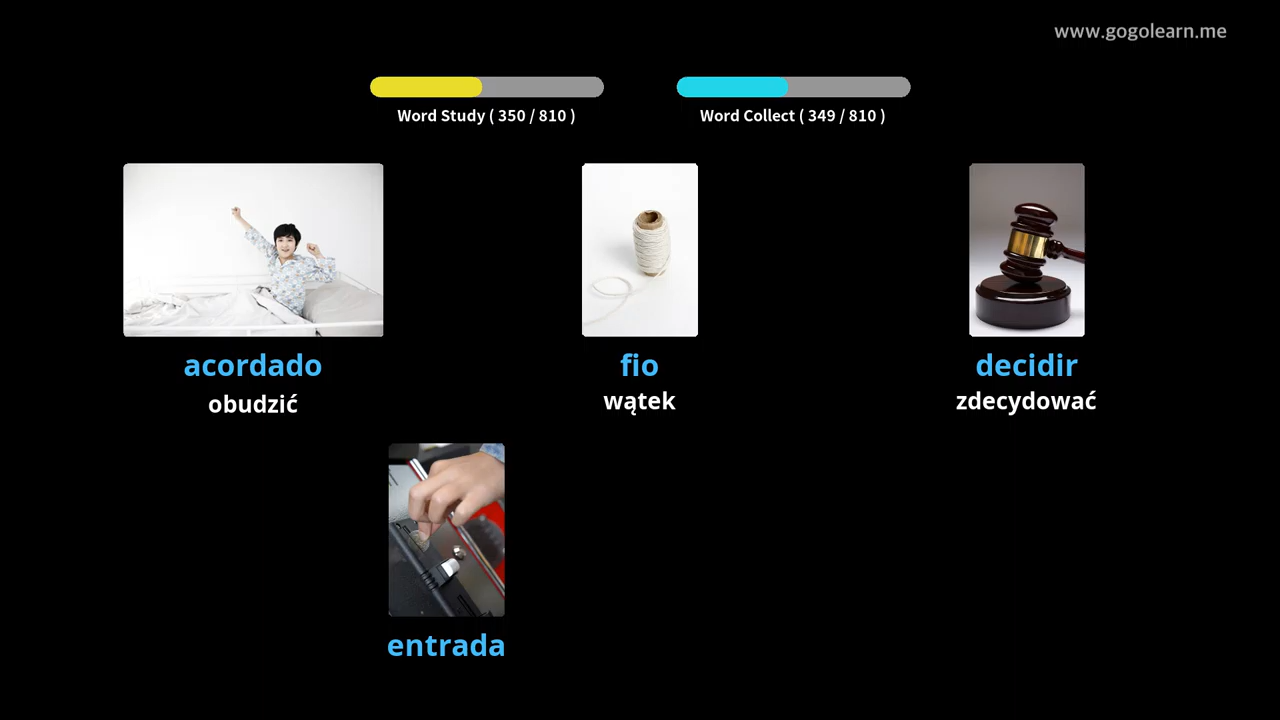 www.gogolearn.me
Word Study ( 350 / 810 )
Word Collect ( 349 / 810 )
acordado
obudzić
fio
wątek
decidir
zdecydować
entrada